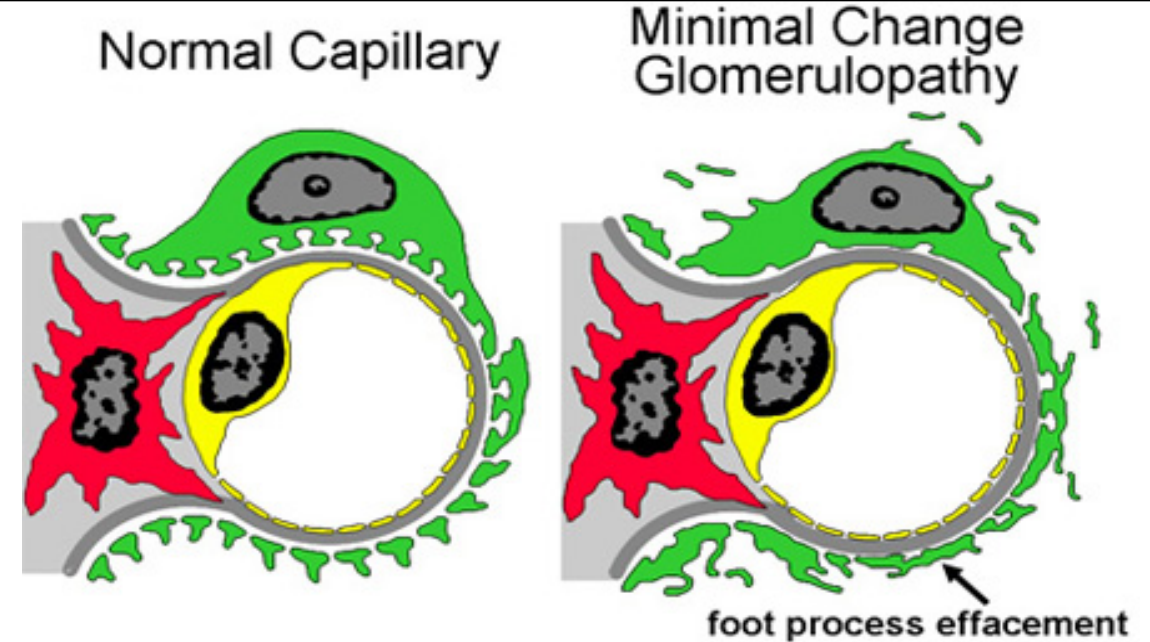 Normal Capillary
Minimal Change
Glomerulopathy
foot process effacement